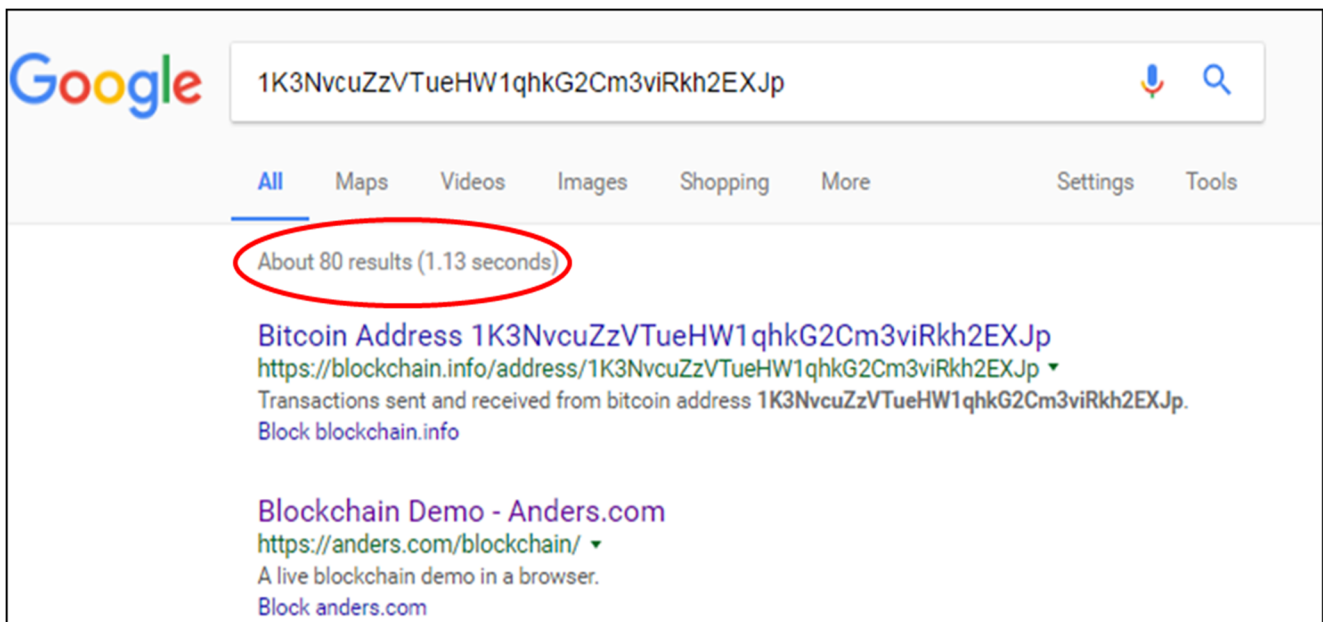 Google
1K3NvcuZzVTueHW1qhkG2Cm3viRkh2EXJp
All Maps Videos Images Shopping More Settings Tools
About 80 results (1.13 seconds)
Bitcoin Address 1K3NvcuZzVTueHW1qhkG2Cm3viRkh2EXJp
https://blockchain.info/address/1K3NvcuZzVTueHW1qhkG2Cm3viRkh2EXJp
Transactions sent and received from bitcoin address 1K3NvcuZzVTueHW1qhkG2Cm3viRkh2EXJp.
Block blockchain.info
Blockchain Demo - Anders.com
https://anders.com/blockchain/
A live blockchain demo in a browser.
Block anders.com